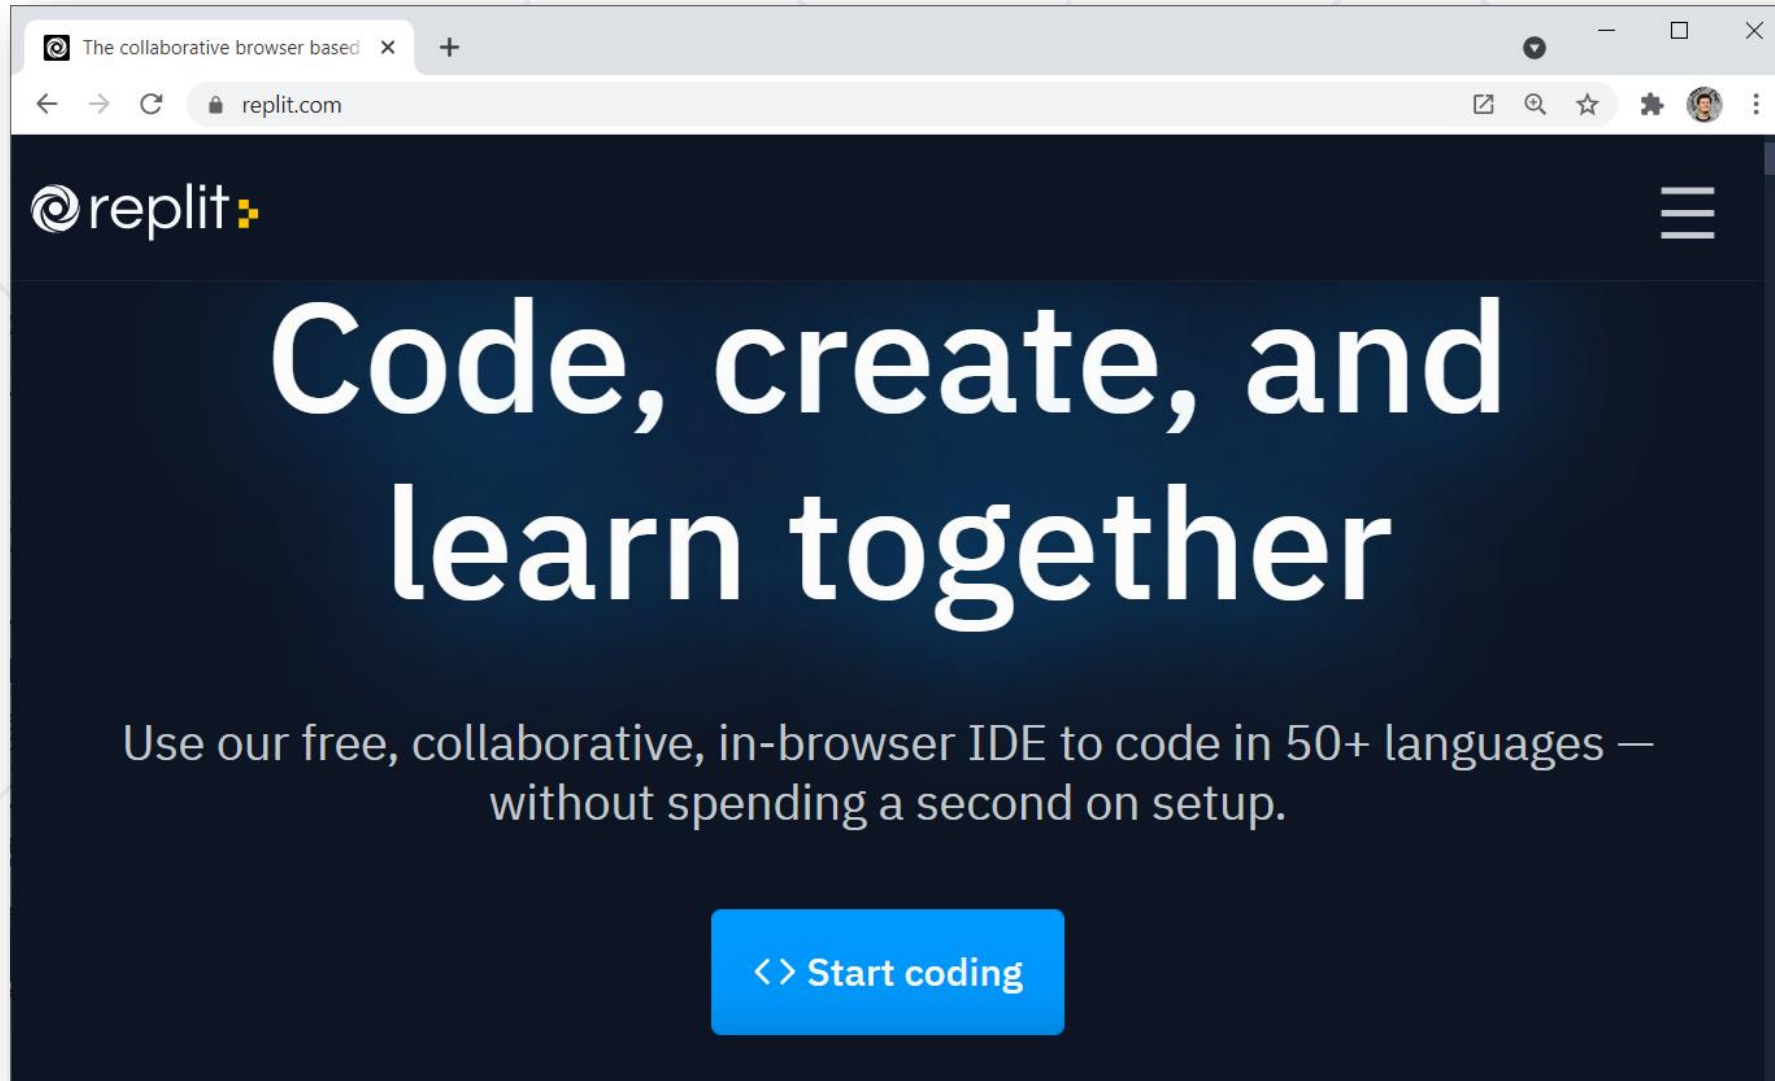 The collaborative browser based
replit.com
replit
Code, create, and
learn together
Use our free, collaborative, in-browser IDE to code in 50+ languages —
without spending a second on setup.
<> Start coding